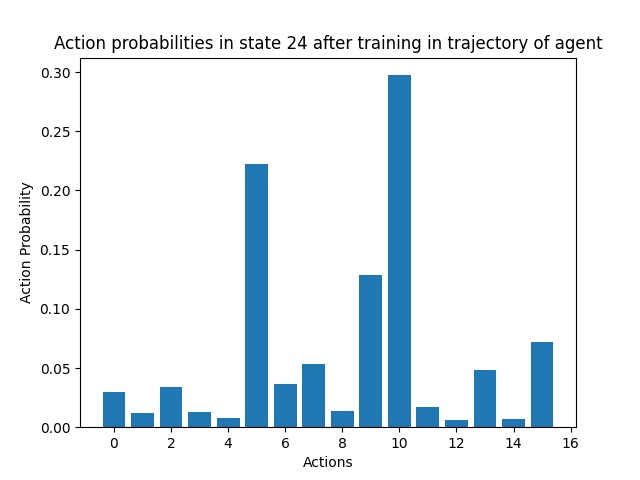 Action probabilities in state 24 after training in trajectory of agent
0.30
0.25
0.20
0.15
0.10
0.05
0.00
Action Probability
0 2 4 6 8 10 12 14 16
Actions